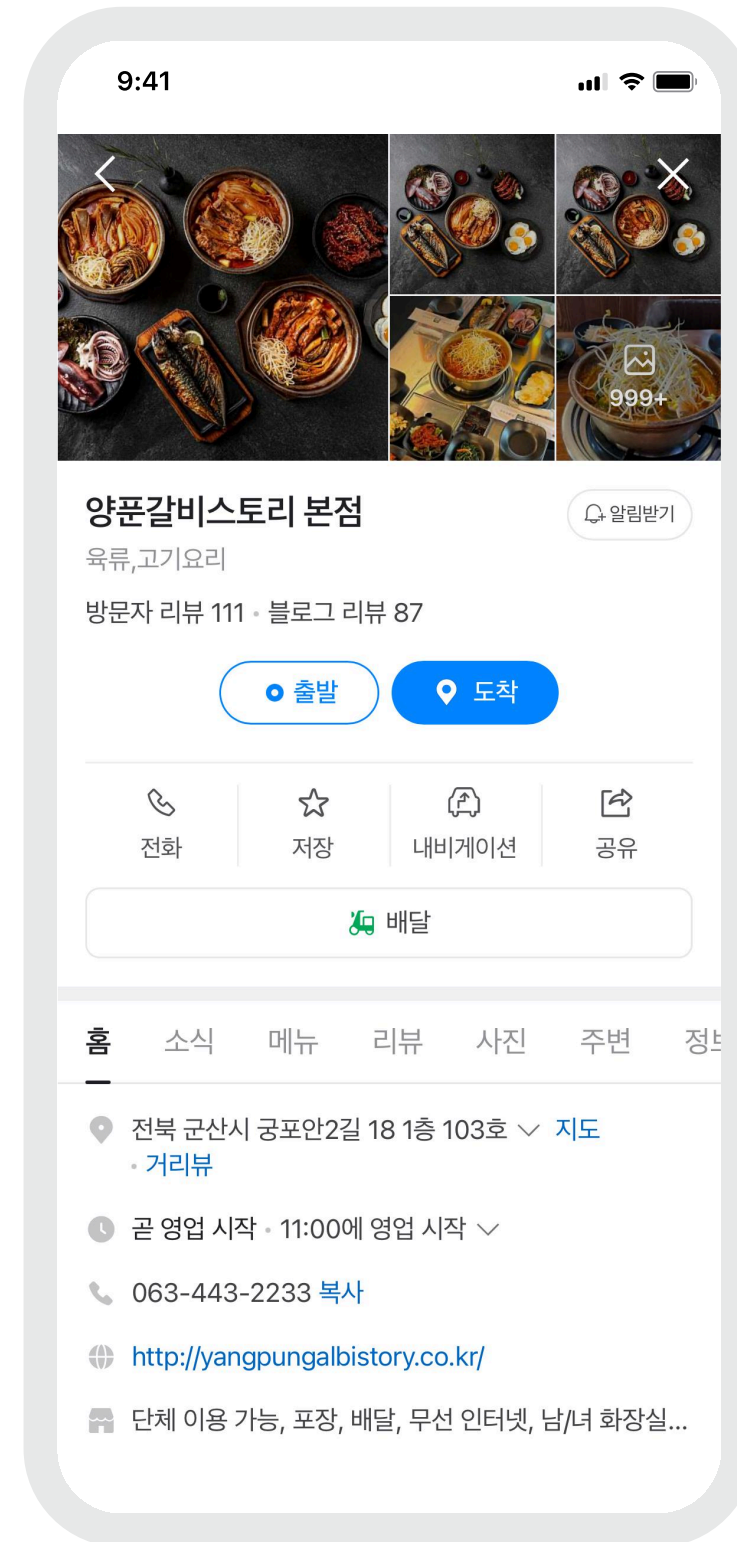 9:41
999+
양푼갈비스토리 본점
알림받기
육류,고기요리
방문자 리뷰 111 • 블로그 리뷰 87
출발 도착
전화 저장 내비게이션 공유
배달
홈 소식 메뉴 리뷰 사진 주변 정보
전북 군산시 궁포안2길 18 1층 103호 지도
• 거리뷰
곧 영업 시작 • 11:00에 영업 시작
063-443-2233 복사
http://yangpungalbistory.co.kr/
단체 이용 가능, 포장, 배달, 무선 인터넷, 남/녀 화장실...